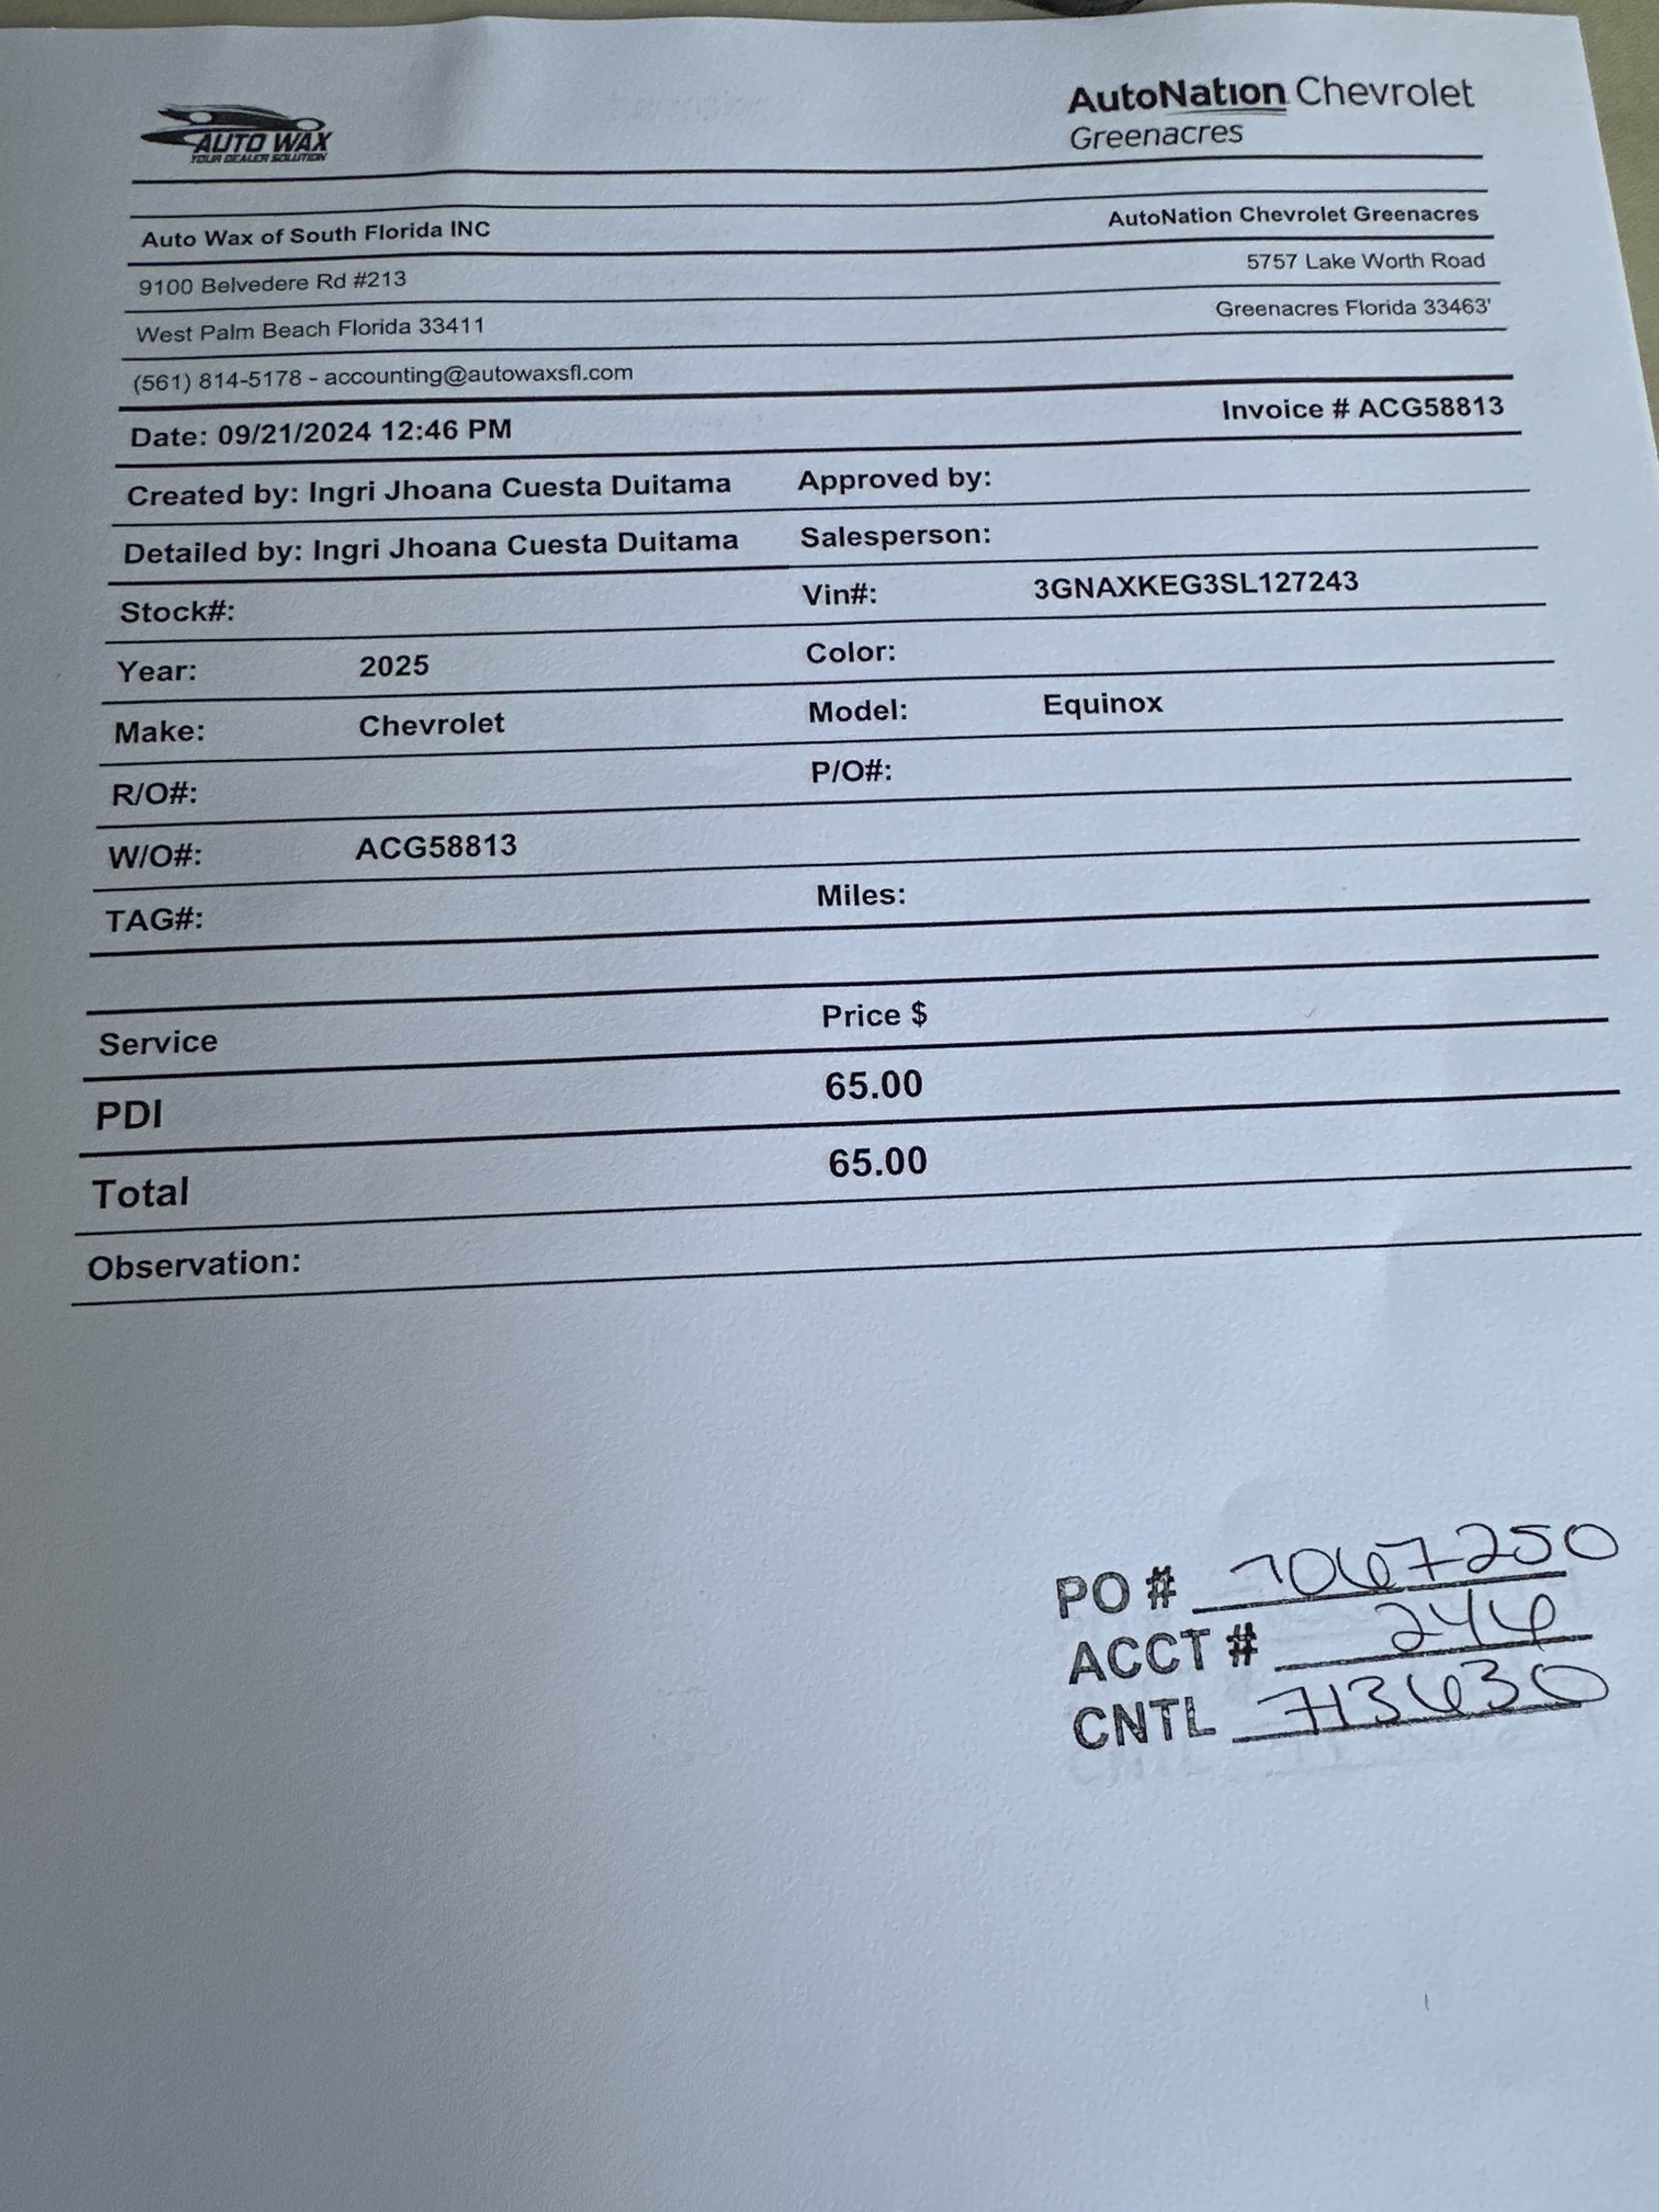 AUTO WAX
YOUR DEALER SOLUTION
AutoNation Chevrolet
Greenacres
Auto Wax of South Florida INC
AutoNation Chevrolet Greenacres
9100 Belvedere Rd #213
5757 Lake Worth Road
West Palm Beach Florida 33411
Greenacres Florida 33463'
(561) 814-5178 - accounting@autowaxsfl.com
Date: 09/21/2024 12:46 PM
Invoice # ACG58813
Created by: Ingri Jhoana Cuesta Duitama Approved by:
Detailed by: Ingri Jhoana Cuesta Duitama Salesperson:
Stock#: Vin#: 3GNAXKEG3SL127243
Year: 2025 Color:
Make: Chevrolet Model: Equinox
R/O#: P/O#:
W/O#: ACG58813
TAG#: Miles:
Service Price $
PDI 65.00
Total 65.00
Observation:
PO # 7067250
ACCT # 246
CNTL 713630